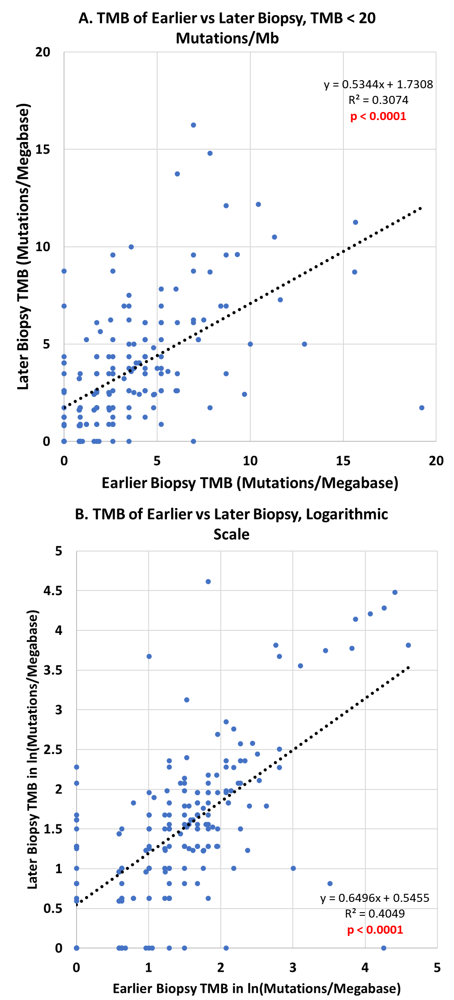 A. TMB of Earlier vs Later Biopsy, TMB < 20
Mutations/Mb
20
y = 0.5344x + 1.7308
R² = 0.3074
p < 0.0001
15
10
5
0
Later Biopsy TMB (Mutations/Megabase)
0 5 10 15 20
Earlier Biopsy TMB (Mutations/Megabase)
B. TMB of Earlier vs Later Biopsy, Logarithmic
Scale
5
4.5
4
3.5
3
2.5
2
1.5
1
0.5
0
Later Biopsy TMB in ln(Mutations/Megabase)
y = 0.6496x + 0.5455
R² = 0.4049
p < 0.0001
0 1 2 3 4 5
Earlier Biopsy TMB in ln(Mutations/Megabase)